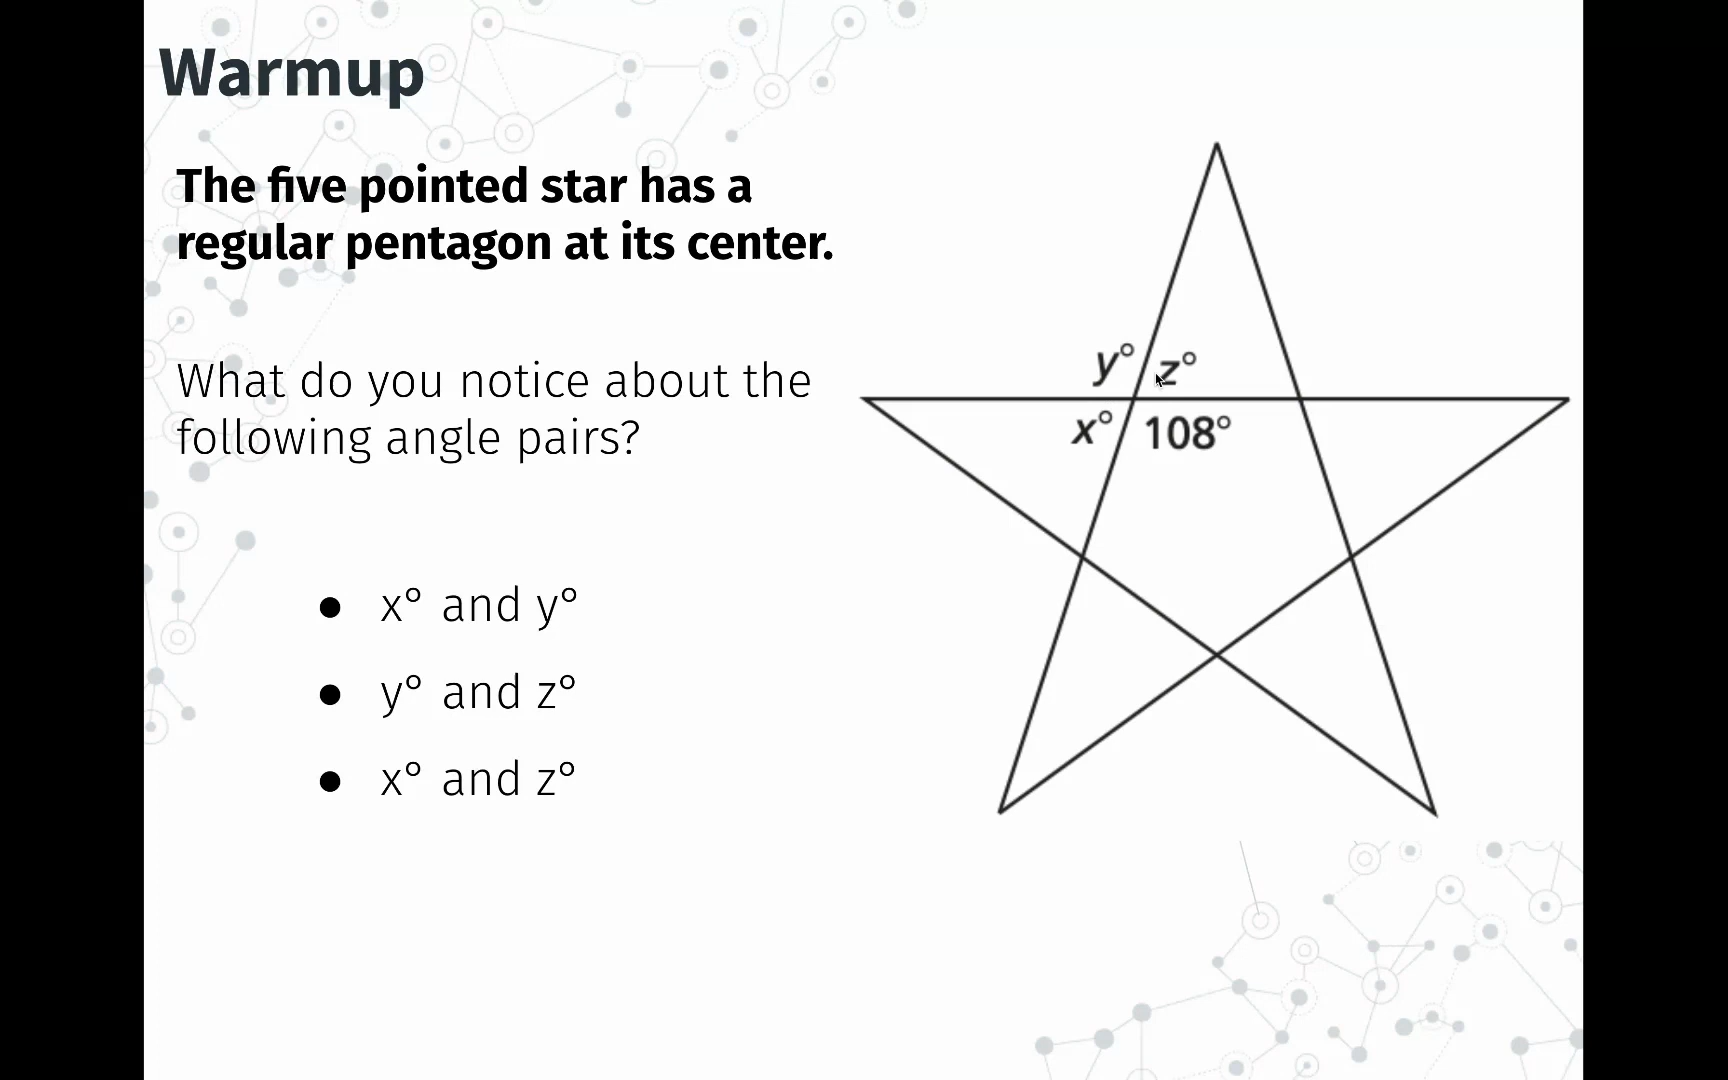 Warmup
The five pointed star has a
regular pentagon at its center.
What do you notice about the
following angle pairs?
● x° and y°
● y° and z°
● x° and z°
y° z°
x° 108°